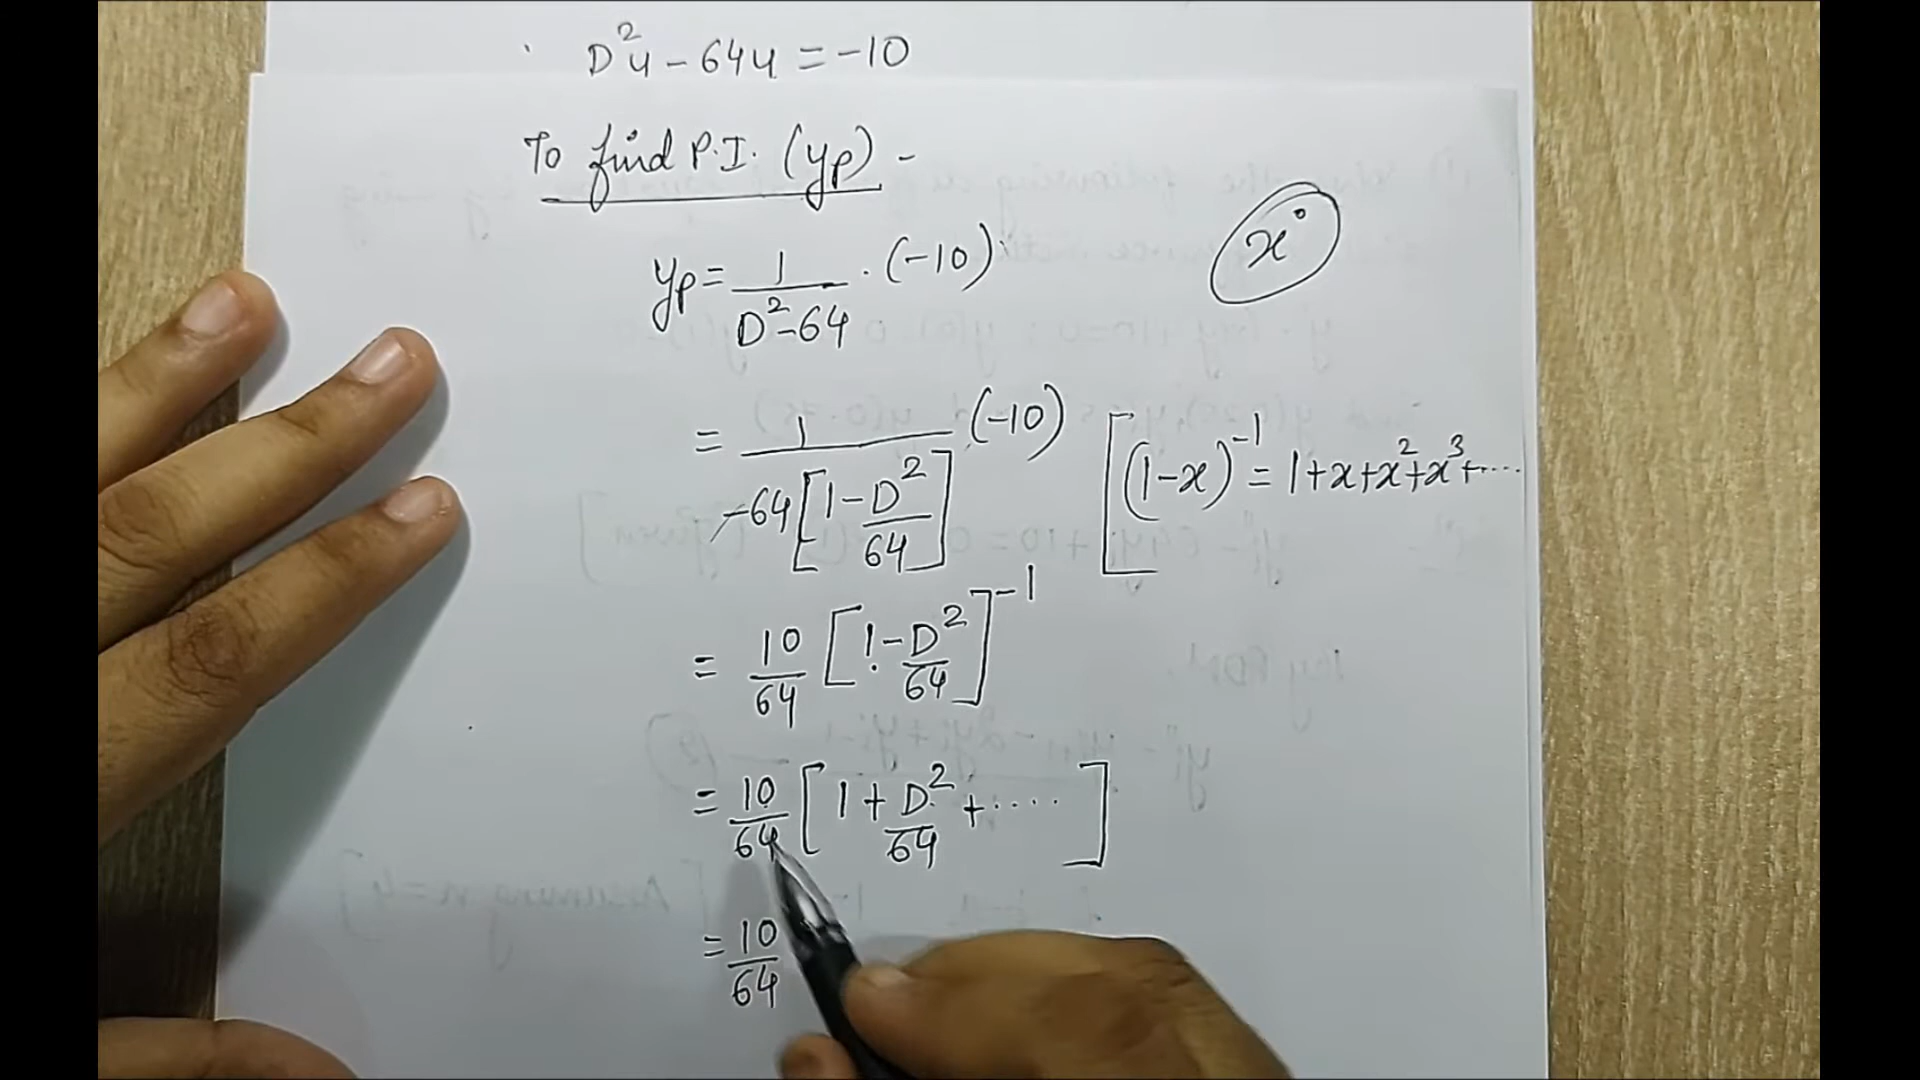 D²y - 64y = -10
To find P.I. (yp) -
yp = 1/(D²-64) · (-10)
x°
= 1/(-64[1 - D²/64]) · (-10) [(1-x)⁻¹ = 1+x+x²+x³+....
= 10/64 [1 - D²/64]⁻¹
= 10/64 [1 + D²/64 + ....]
= 10/64